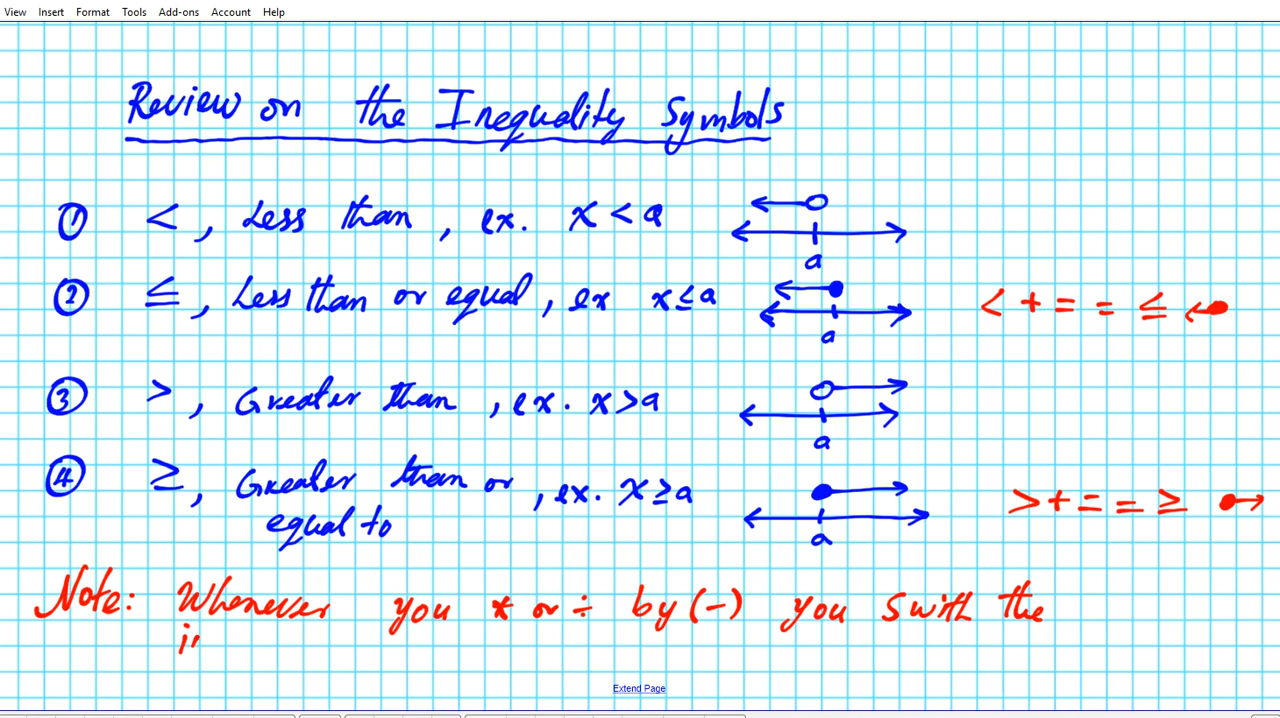 View Insert Format Tools Add-ons Account Help
Review on the Inequality Symbols
① <, Less than, ex. x < a
a
② ≤, Less than or equal, ex x ≤ a
a
< + = = ≤
③ >, Greater than, ex. x > a
a
④ ≥, Greater than or, ex. x ≥ a
equal to
a
> + = = ≥
Note: Whenever you * or ÷ by (-) you swith the
Extend Page